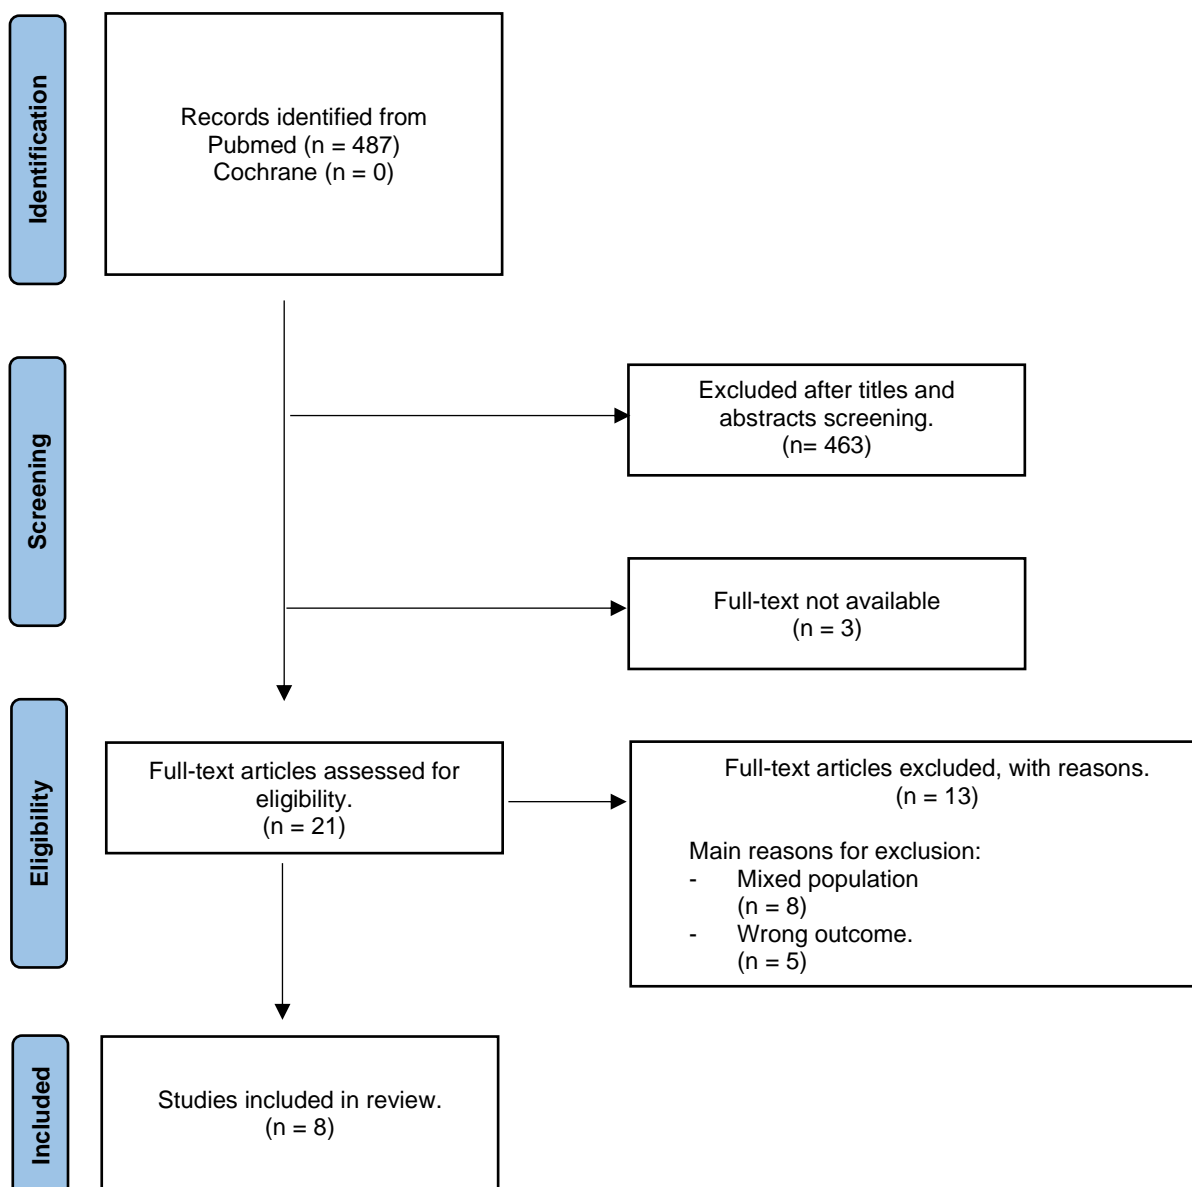 Identification
Records identified from
Pubmed (n = 487)
Cochrane (n = 0)
Screening
Excluded after titles and
abstracts screening.
(n= 463)
Full-text not available
(n = 3)
Eligibility
Full-text articles assessed for
eligibility.
(n = 21)
Full-text articles excluded, with reasons.
(n = 13)
Main reasons for exclusion:
- Mixed population
(n = 8)
- Wrong outcome.
(n = 5)
Included
Studies included in review.
(n = 8)